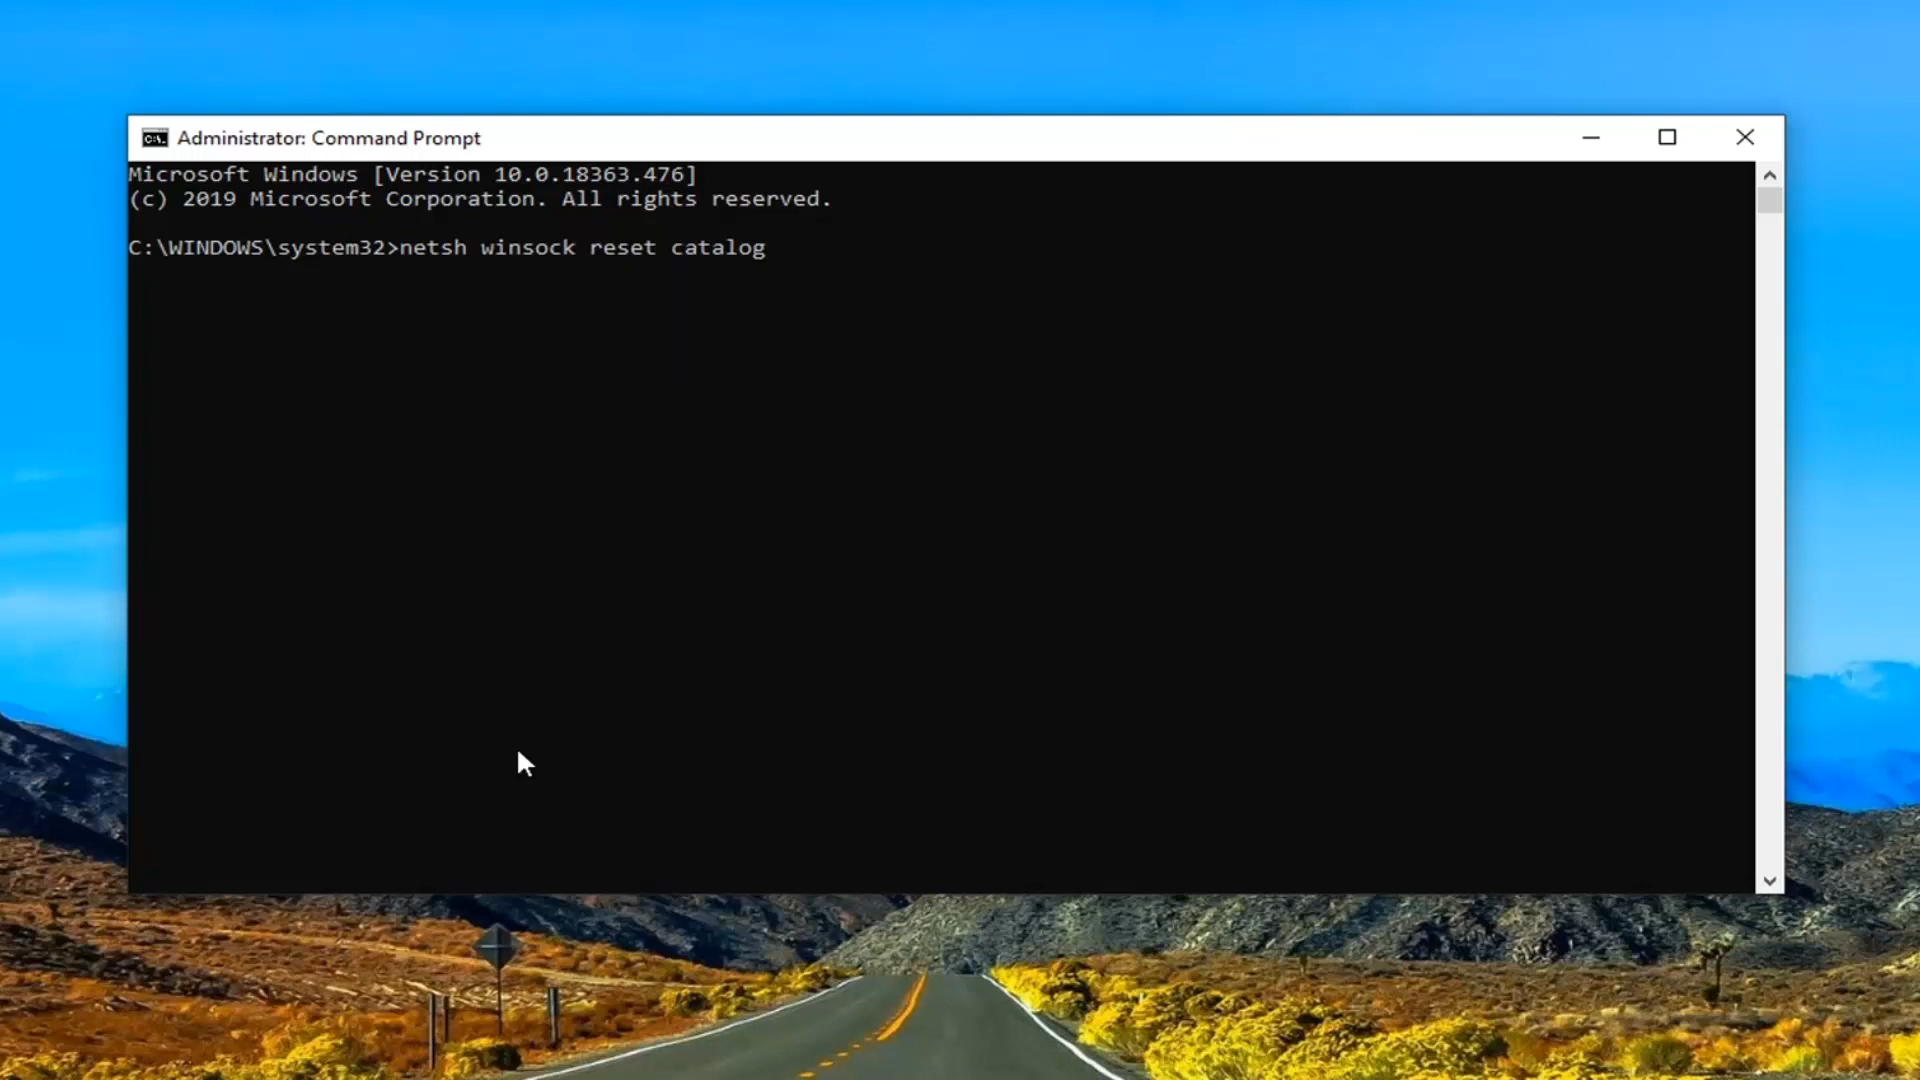 Administrator: Command Prompt
Microsoft Windows [Version 10.0.18363.476]
(c) 2019 Microsoft Corporation. All rights reserved.
C:\WINDOWS\system32>netsh winsock reset catalog